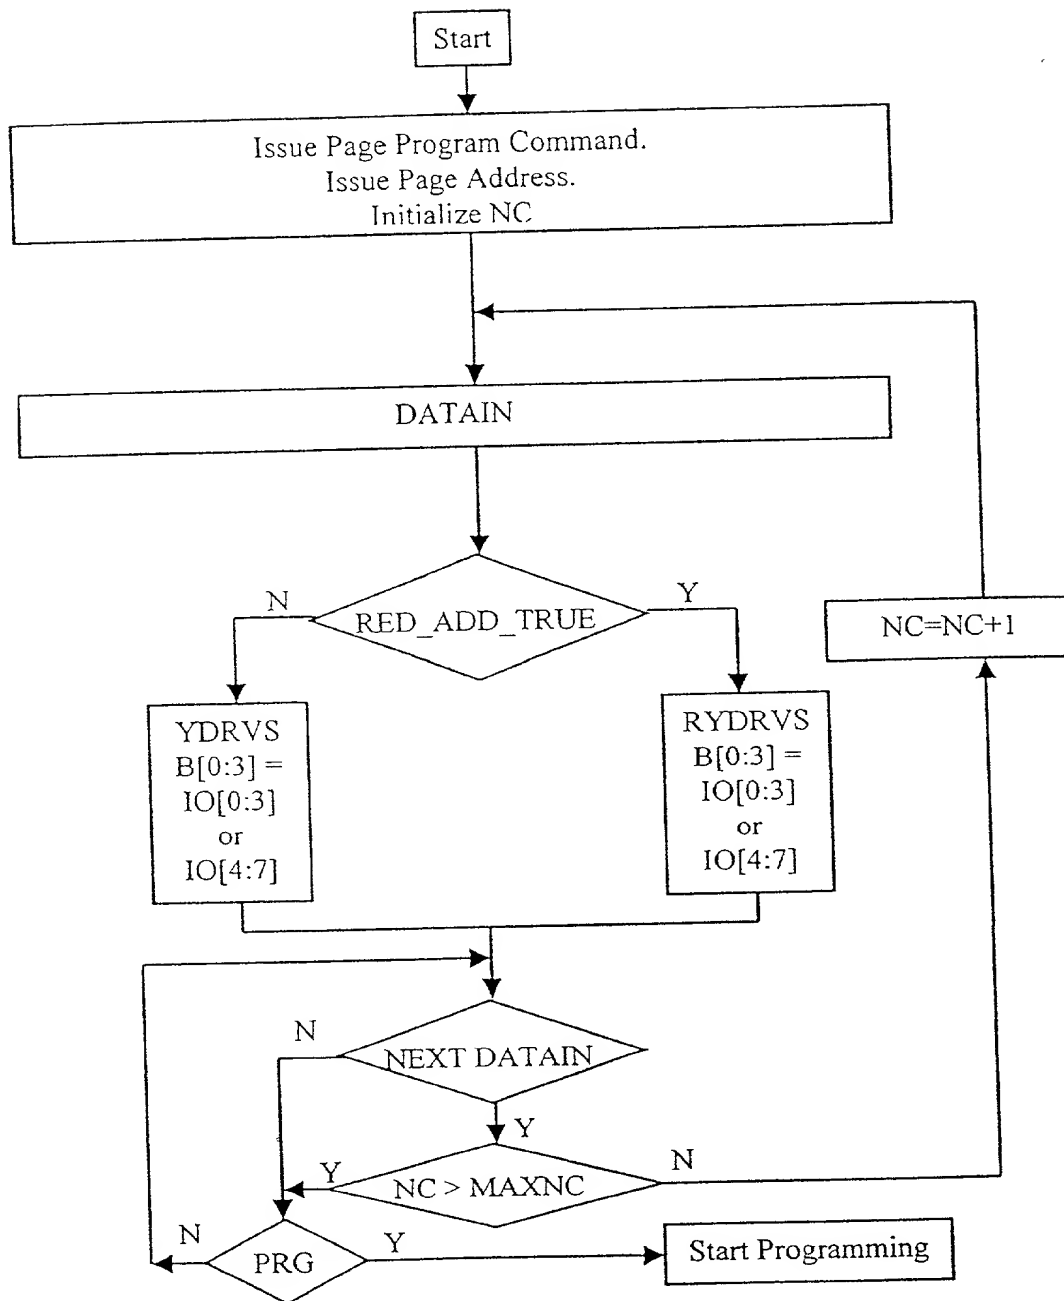 Start
Issue Page Program Command.
Issue Page Address.
Initialize NC
DATAIN
N
RED_ADD_TRUE
Y
NC=NC+1
YDRVS
B[0:3] =
IO[0:3]
or
IO[4:7]
RYDRVS
B[0:3] =
IO[0:3]
or
IO[4:7]
N
NEXT DATAIN
Y
Y
NC > MAXNC
N
N
PRG
Y
Start Programming